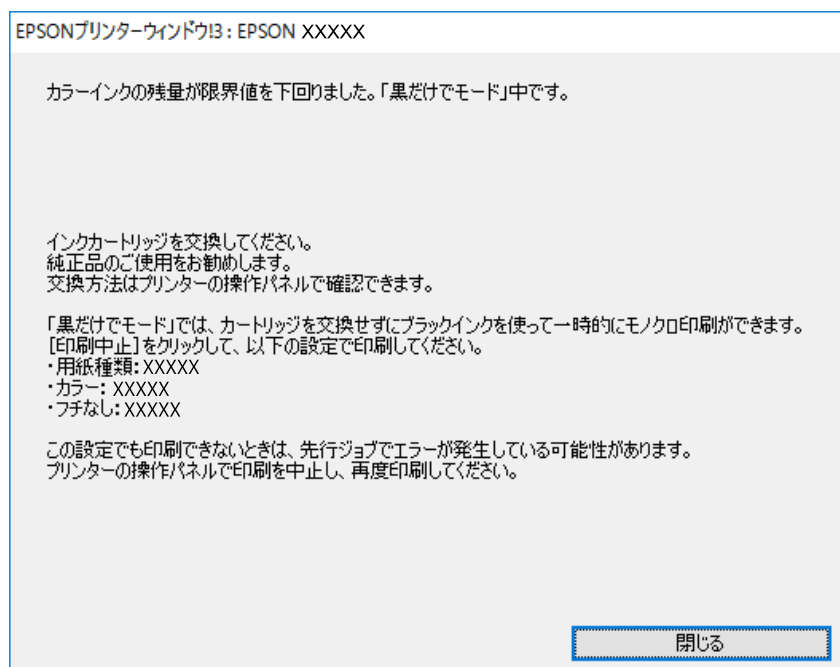 EPSONプリンターウィンドウ!3 : EPSON XXXXX
カラーインクの残量が限界値を下回りました。「黒だけでモード」中です。
インクカートリッジを交換してください。
純正品のご使用をお勧めします。
交換方法はプリンターの操作パネルで確認できます。
「黒だけでモード」では、カートリッジを交換せずにブラックインクを使って一時的にモノクロ印刷ができます。
[印刷中止]をクリックして、以下の設定で印刷してください。
・用紙種類: XXXXX
・カラー: XXXXX
・フチなし: XXXXX
この設定でも印刷できないときは、先行ジョブでエラーが発生している可能性があります。
プリンターの操作パネルで印刷を中止し、再度印刷してください。
閉じる